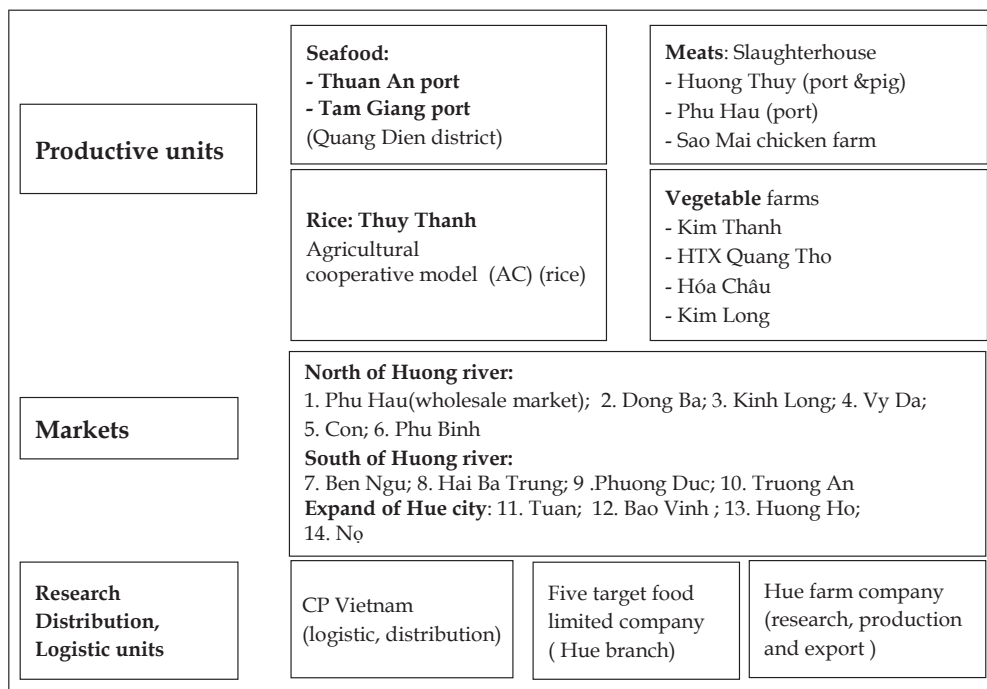 Productive units
Seafood:
- Thuan An port
- Tam Giang port
(Quang Dien district)
Meats: Slaughterhouse
- Huong Thuy (port &pig)
- Phu Hau (port)
- Sao Mai chicken farm
Rice: Thuy Thanh
Agricultural
cooperative model (AC) (rice)
Vegetable farms
- Kim Thanh
- HTX Quang Tho
- Hóa Châu
- Kim Long
Markets
North of Huong river:
1. Phu Hau(wholesale market); 2. Dong Ba; 3. Kinh Long; 4. Vy Da;
5. Con; 6. Phu Binh
South of Huong river:
7. Ben Ngu; 8. Hai Ba Trung; 9 .Phuong Duc; 10. Truong An
Expand of Hue city: 11. Tuan; 12. Bao Vinh ; 13. Huong Ho;
14. Nọ
Research
Distribution,
Logistic units
CP Vietnam
(logistic, distribution)
Five target food
limited company
( Hue branch)
Hue farm company
(research, production
and export )